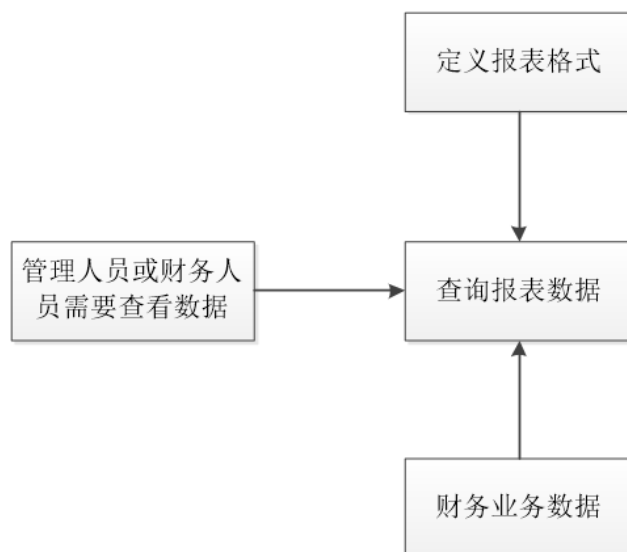 定义报表格式
管理人员或财务人
员需要查看数据
查询报表数据
财务业务数据